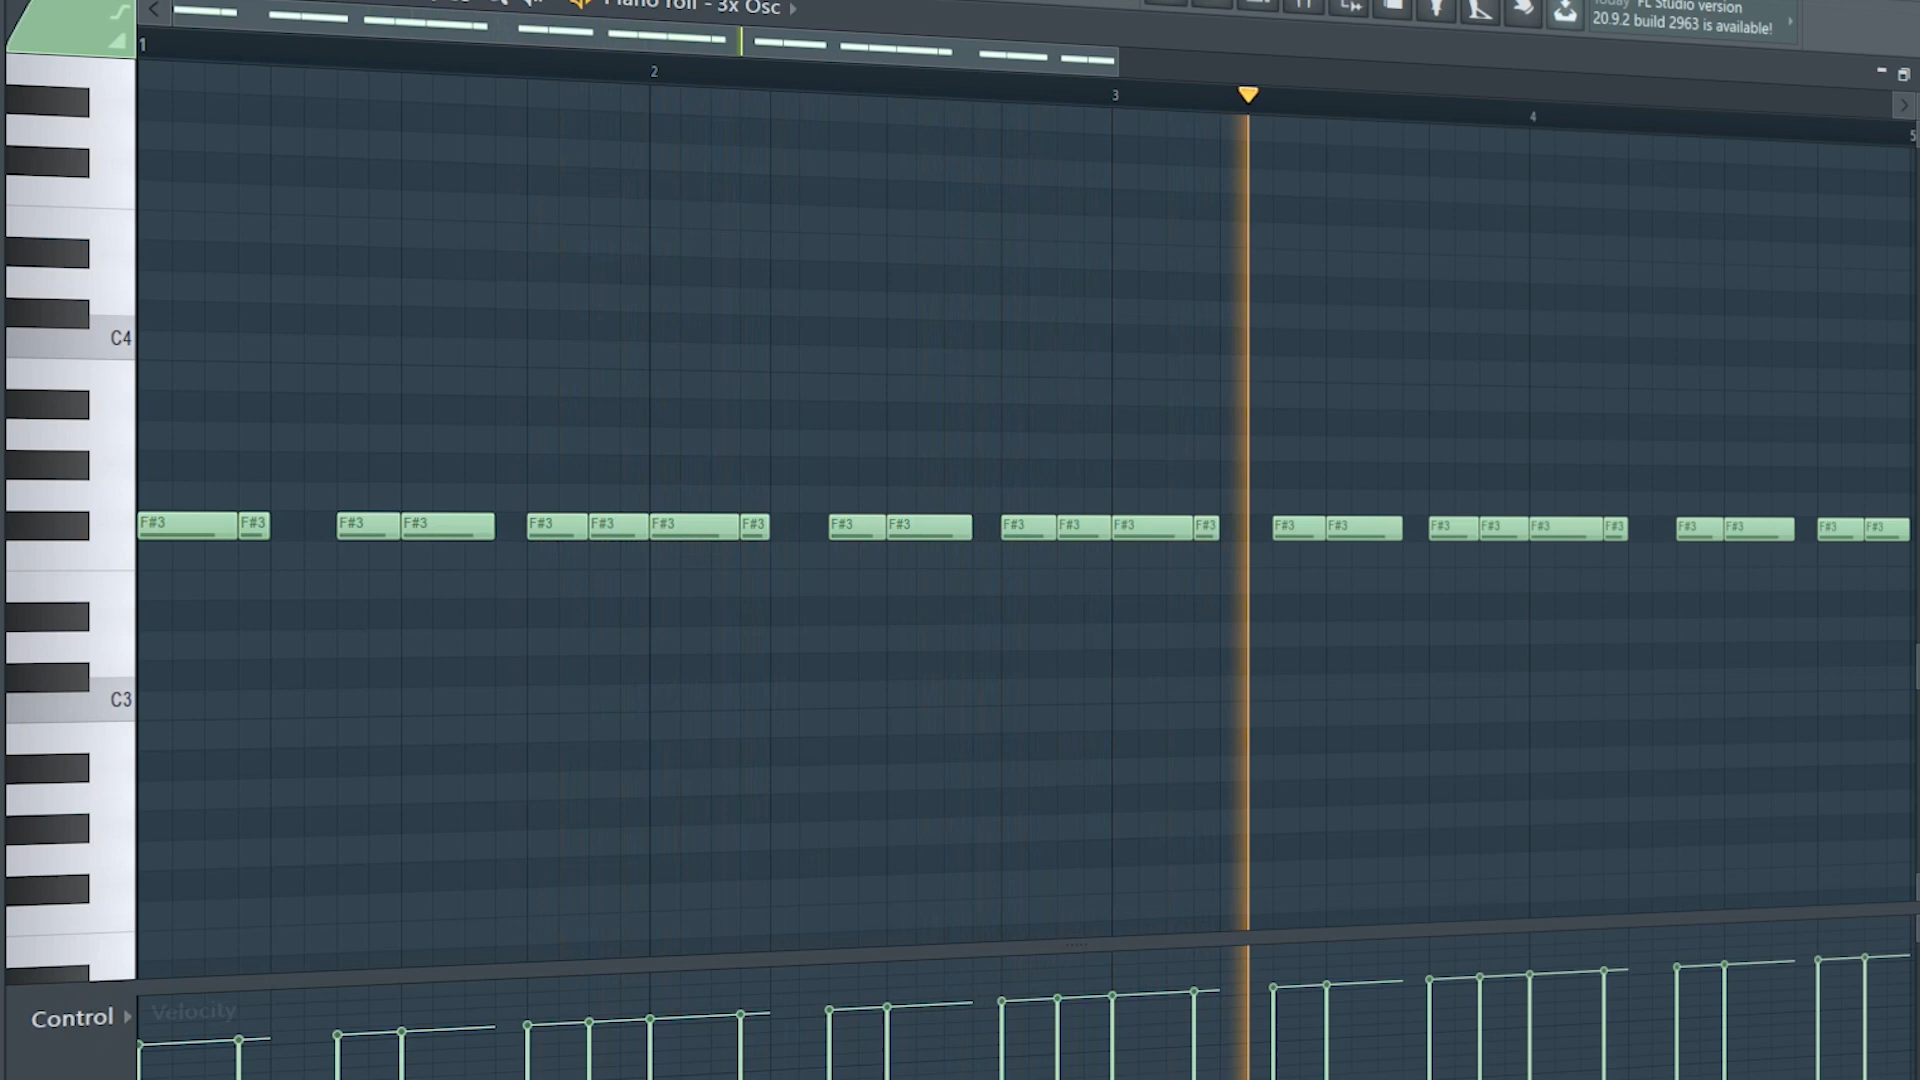 Piano roll - 3x Osc
Today FL Studio version
20.9.2 build 2963 is available!
1
2
3
4
5
C4
C3
F#3 F#3 F#3 F#3 F#3 F#3 F#3 F#3 F#3 F#3 F#3 F#3 F#3 F#3 F#3 F#3 F#3 F#3 F#3 F#3 F#3 F#3 F#3 F#3
Control
Velocity